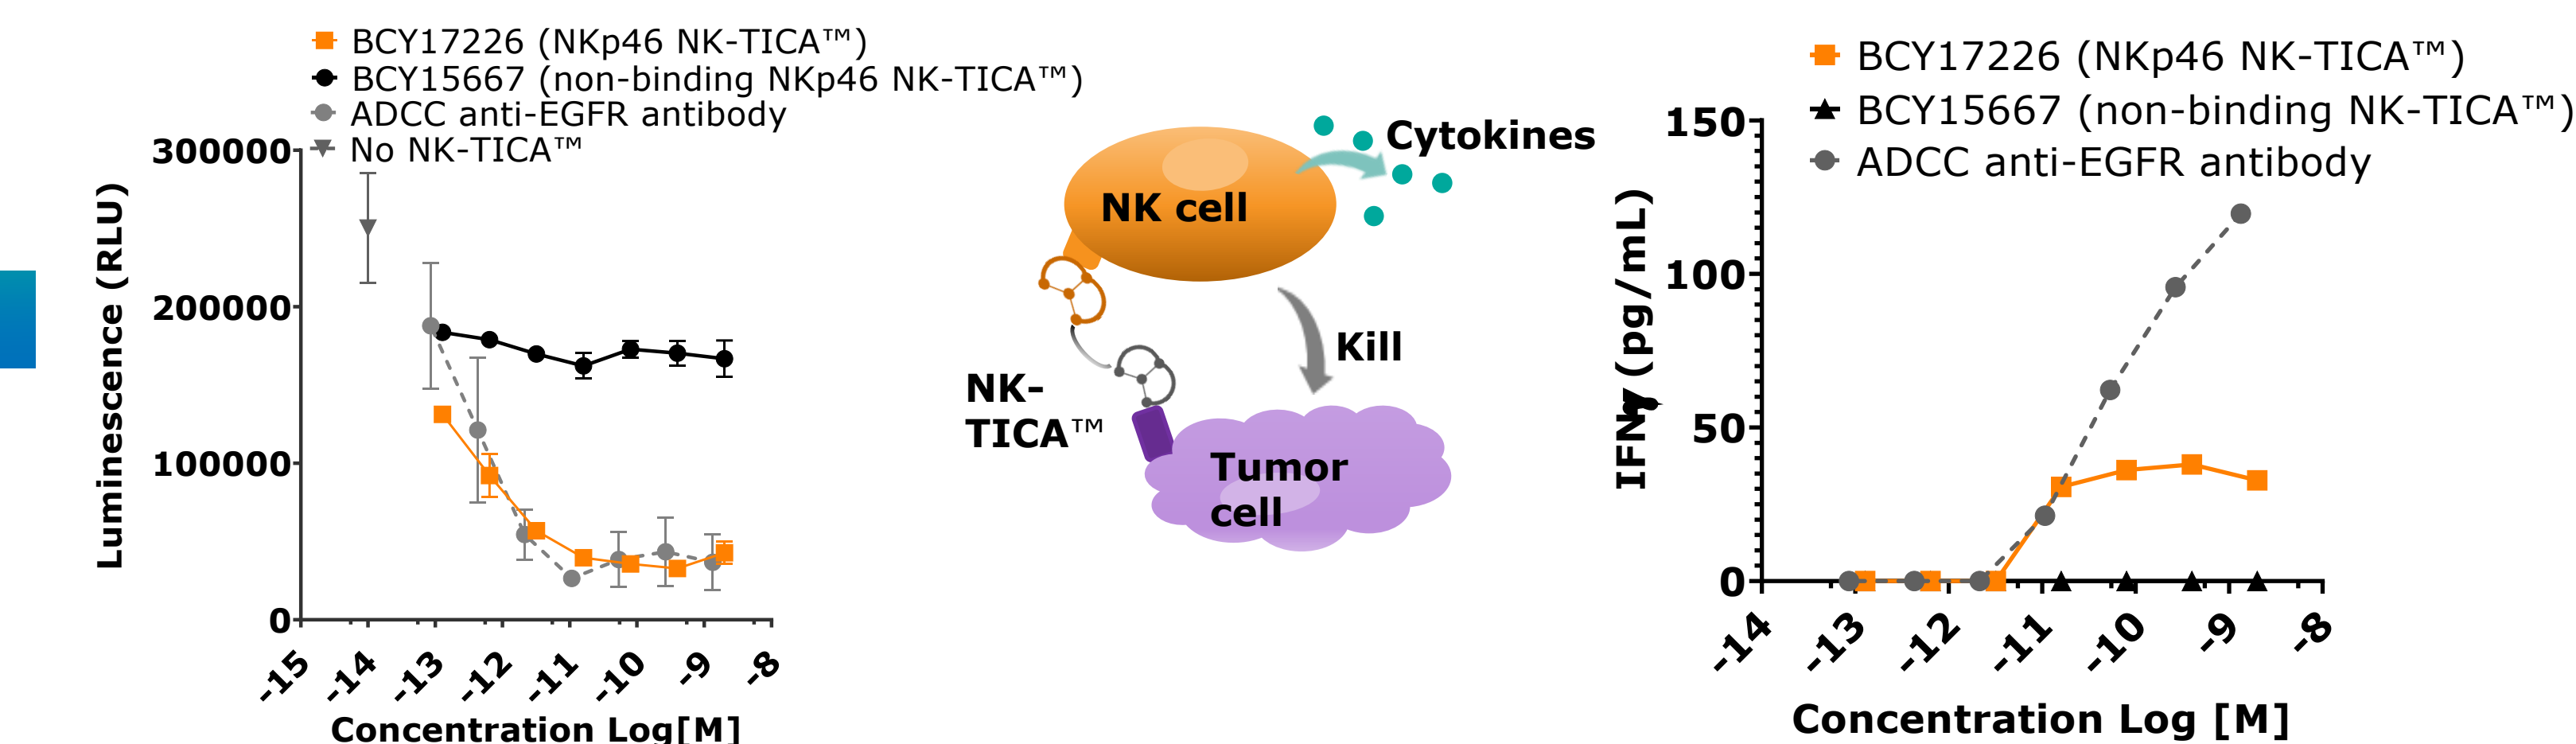 BCY17226 (NKp46 NK-TICA™)
BCY15667 (non-binding NKp46 NK-TICA™)
ADCC anti-EGFR antibody
No NK-TICA™
Luminescence (RLU)
300000
200000
100000
0
-15 -14 -13 -12 -11 -10 -9 -8
Concentration Log[M]
Cytokines
NK cell
Kill
NK-
TICA™
Tumor
cell
BCY17226 (NKp46 NK-TICA™)
BCY15667 (non-binding NK-TICA™)
ADCC anti-EGFR antibody
IFNγ (pg/mL)
150
100
50
0
-14 -13 -12 -11 -10 -9 -8
Concentration Log [M]